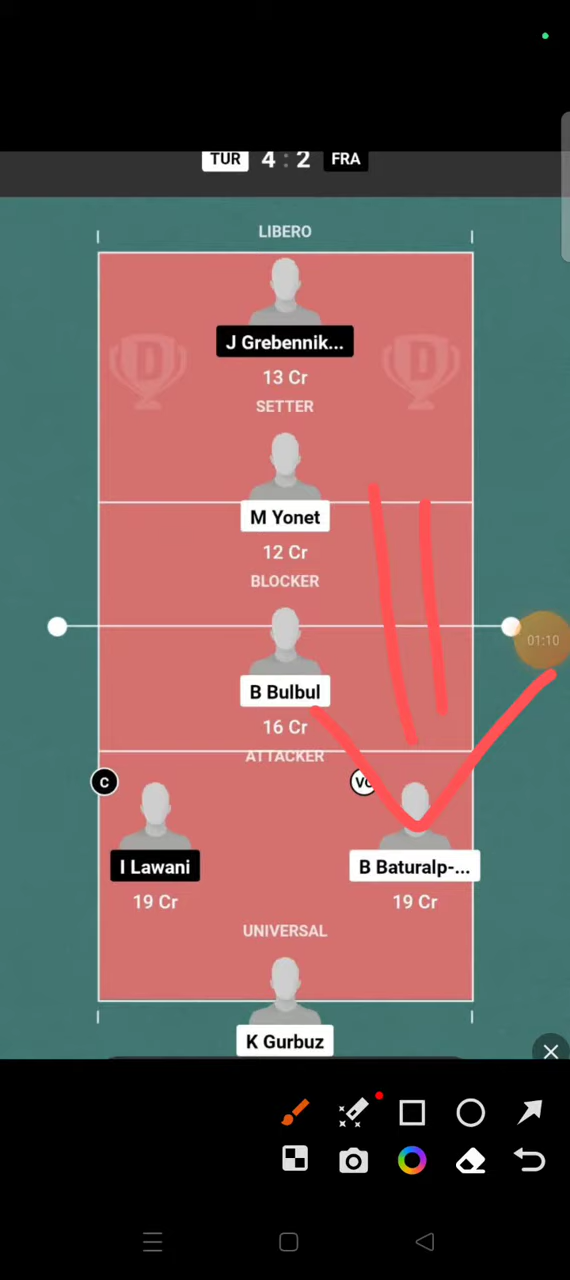 TUR 4 : 2 FRA
LIBERO
J Grebennik...
13 Cr
SETTER
M Yonet
12 Cr
BLOCKER
01:10
B Bulbul
16 Cr
ATTACKER
C VC
I Lawani B Baturalp-...
19 Cr 19 Cr
UNIVERSAL
K Gurbuz